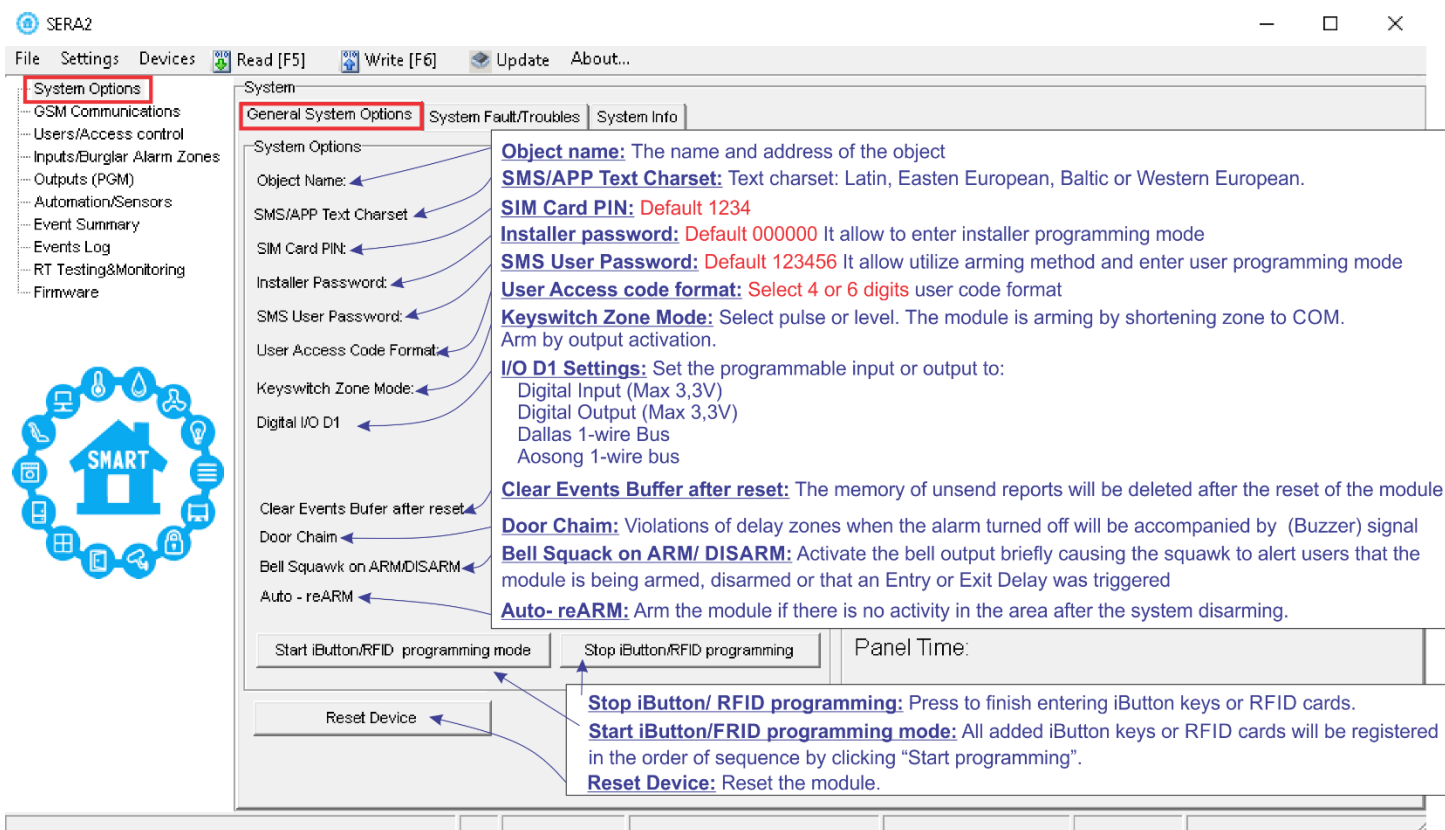 SERA2
File Settings Devices Read [F5] Write [F6] Update About...
System Options
GSM Communications
Users/Access control
Inputs/Burglar Alarm Zones
Outputs (PGM)
Automation/Sensors
Event Summary
Events Log
RT Testing&Monitoring
Firmware
SMART
System
General System Options System Fault/Troubles System Info
System Options
Object Name:
SMS/APP Text Charset
SIM Card PIN:
Installer Password:
SMS User Password:
User Access Code Format:
Keyswitch Zone Mode:
Digital I/O D1
Clear Events Bufer after reset
Door Chaim
Bell Squawk on ARM/DISARM
Auto - reARM
Object name: The name and address of the object
SMS/APP Text Charset: Text charset: Latin, Easten European, Baltic or Western European.
SIM Card PIN: Default 1234
Installer password: Default 000000 It allow to enter installer programming mode
SMS User Password: Default 123456 It allow utilize arming method and enter user programming mode
User Access code format: Select 4 or 6 digits user code format
Keyswitch Zone Mode: Select pulse or level. The module is arming by shortening zone to COM.
Arm by output activation.
I/O D1 Settings: Set the programmable input or output to:
Digital Input (Max 3,3V)
Digital Output (Max 3,3V)
Dallas 1-wire Bus
Aosong 1-wire bus
Clear Events Buffer after reset: The memory of unsend reports will be deleted after the reset of the module
Door Chaim: Violations of delay zones when the alarm turned off will be accompanied by (Buzzer) signal
Bell Squack on ARM/ DISARM: Activate the bell output briefly causing the squawk to alert users that the
module is being armed, disarmed or that an Entry or Exit Delay was triggered
Auto- reARM: Arm the module if there is no activity in the area after the system disarming.
Start iButton/RFID programming mode Stop iButton/RFID programming
Panel Time:
Reset Device
Stop iButton/ RFID programming: Press to finish entering iButton keys or RFID cards.
Start iButton/FRID programming mode: All added iButton keys or RFID cards will be registered
in the order of sequence by clicking “Start programming”.
Reset Device: Reset the module.